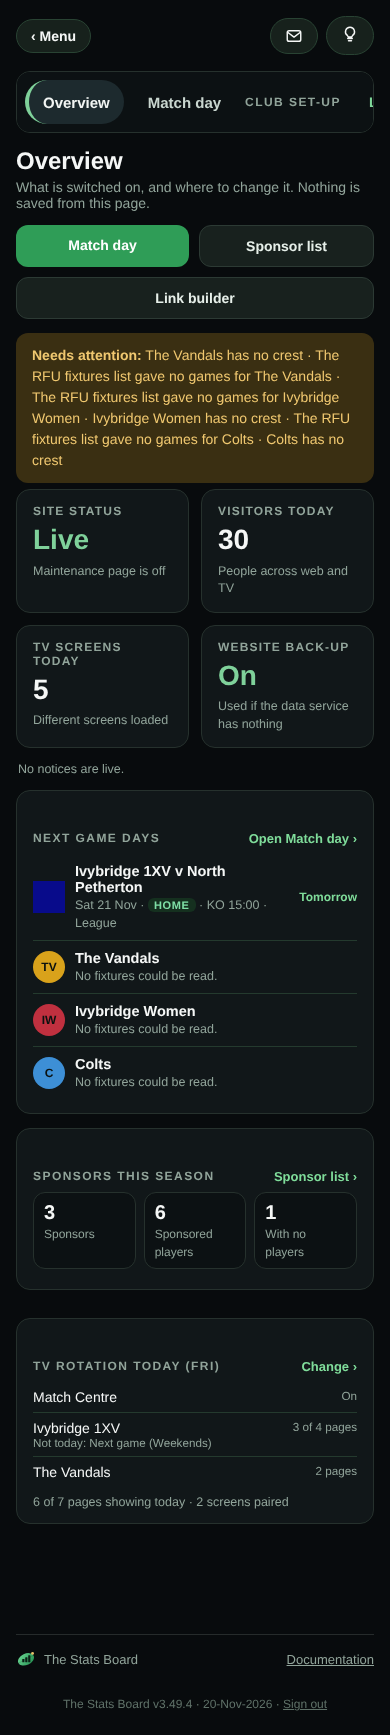 ‹ Menu
Overview
Match day
CLUB SET-UP
Overview
What is switched on, and where to change it. Nothing is
saved from this page.
Match day
Sponsor list
Link builder
Needs attention: The Vandals has no crest · The
RFU fixtures list gave no games for The Vandals ·
The RFU fixtures list gave no games for Ivybridge
Women · Ivybridge Women has no crest · The RFU
fixtures list gave no games for Colts · Colts has no
crest
SITE STATUS
Live
Maintenance page is off
VISITORS TODAY
30
People across web and
TV
TV SCREENS
TODAY
5
Different screens loaded
WEBSITE BACK-UP
On
Used if the data service
has nothing
No notices are live.
NEXT GAME DAYS
Open Match day ›
Ivybridge 1XV v North
Petherton
Sat 21 Nov · HOME · KO 15:00 ·
League
Tomorrow
TV
The Vandals
No fixtures could be read.
IW
Ivybridge Women
No fixtures could be read.
C
Colts
No fixtures could be read.
SPONSORS THIS SEASON
Sponsor list ›
3
Sponsors
6
Sponsored
players
1
With no
players
TV ROTATION TODAY (FRI)
Change ›
Match Centre
On
Ivybridge 1XV
3 of 4 pages
Not today: Next game (Weekends)
The Vandals
2 pages
6 of 7 pages showing today · 2 screens paired
The Stats Board
Documentation
The Stats Board v3.49.4 · 20-Nov-2026 · Sign out